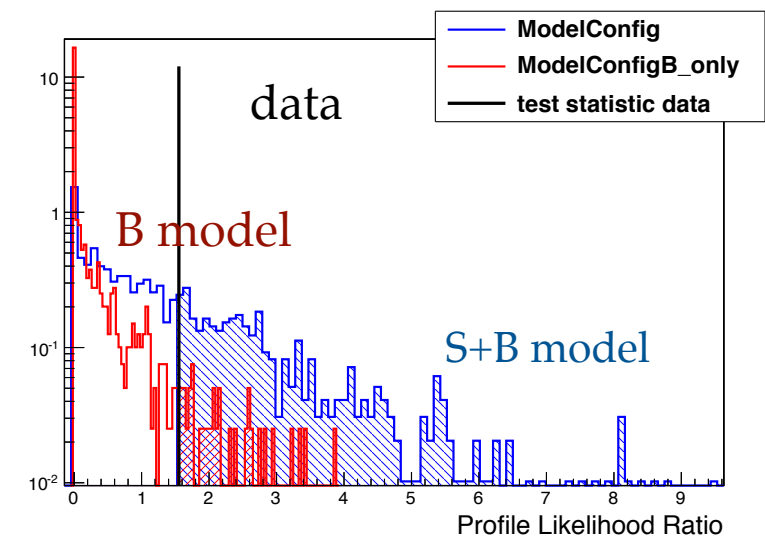 ModelConfig
ModelConfigB_only
test statistic data
data
B model
S+B model
10
1
10⁻¹
10⁻²
0 1 2 3 4 5 6 7 8 9
Profile Likelihood Ratio